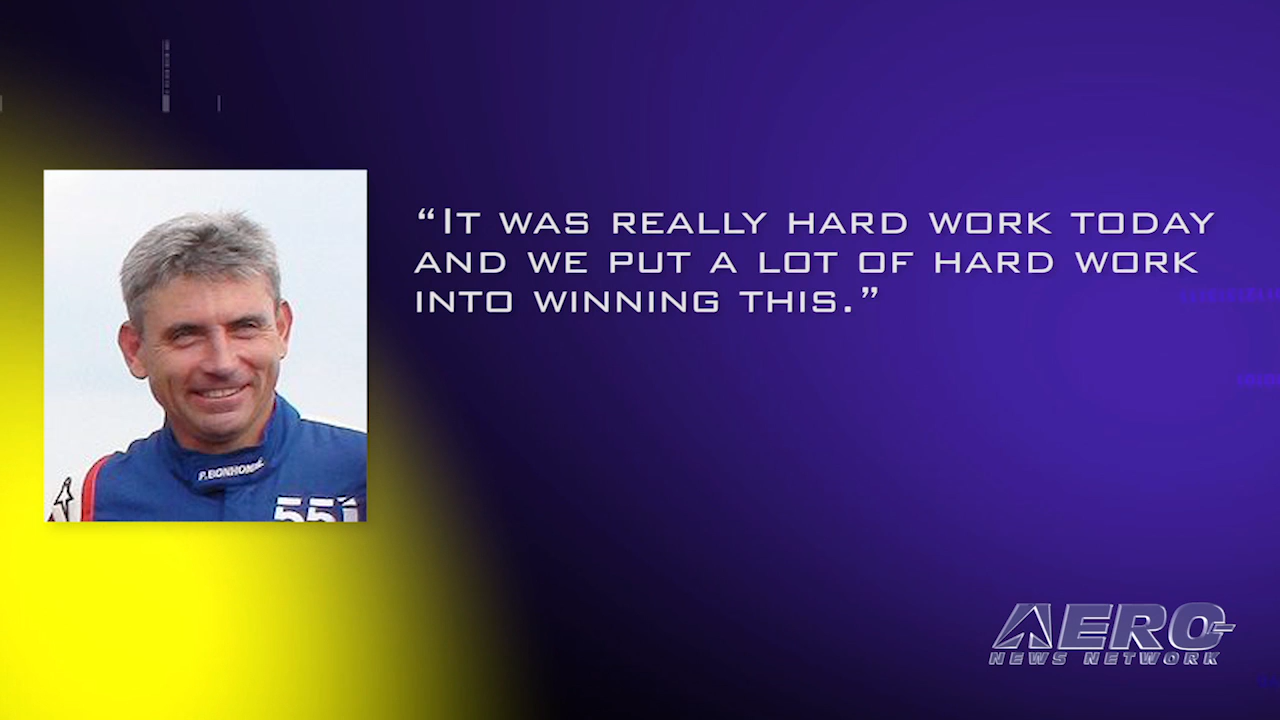 “It was really hard work today
and we put a lot of hard work
into winning this.”
P.BONHOMME
551
AERO
NEWS NETWORK